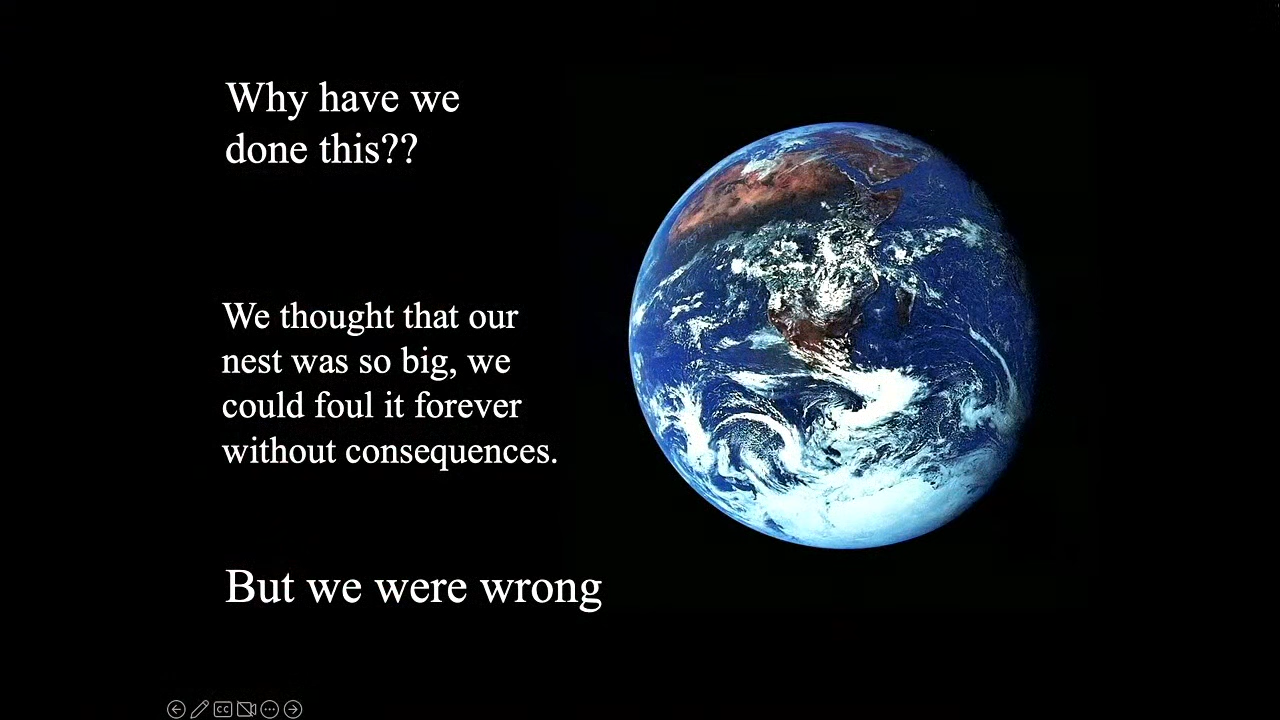 Why have we
done this??
We thought that our
nest was so big, we
could foul it forever
without consequences.
But we were wrong
CC